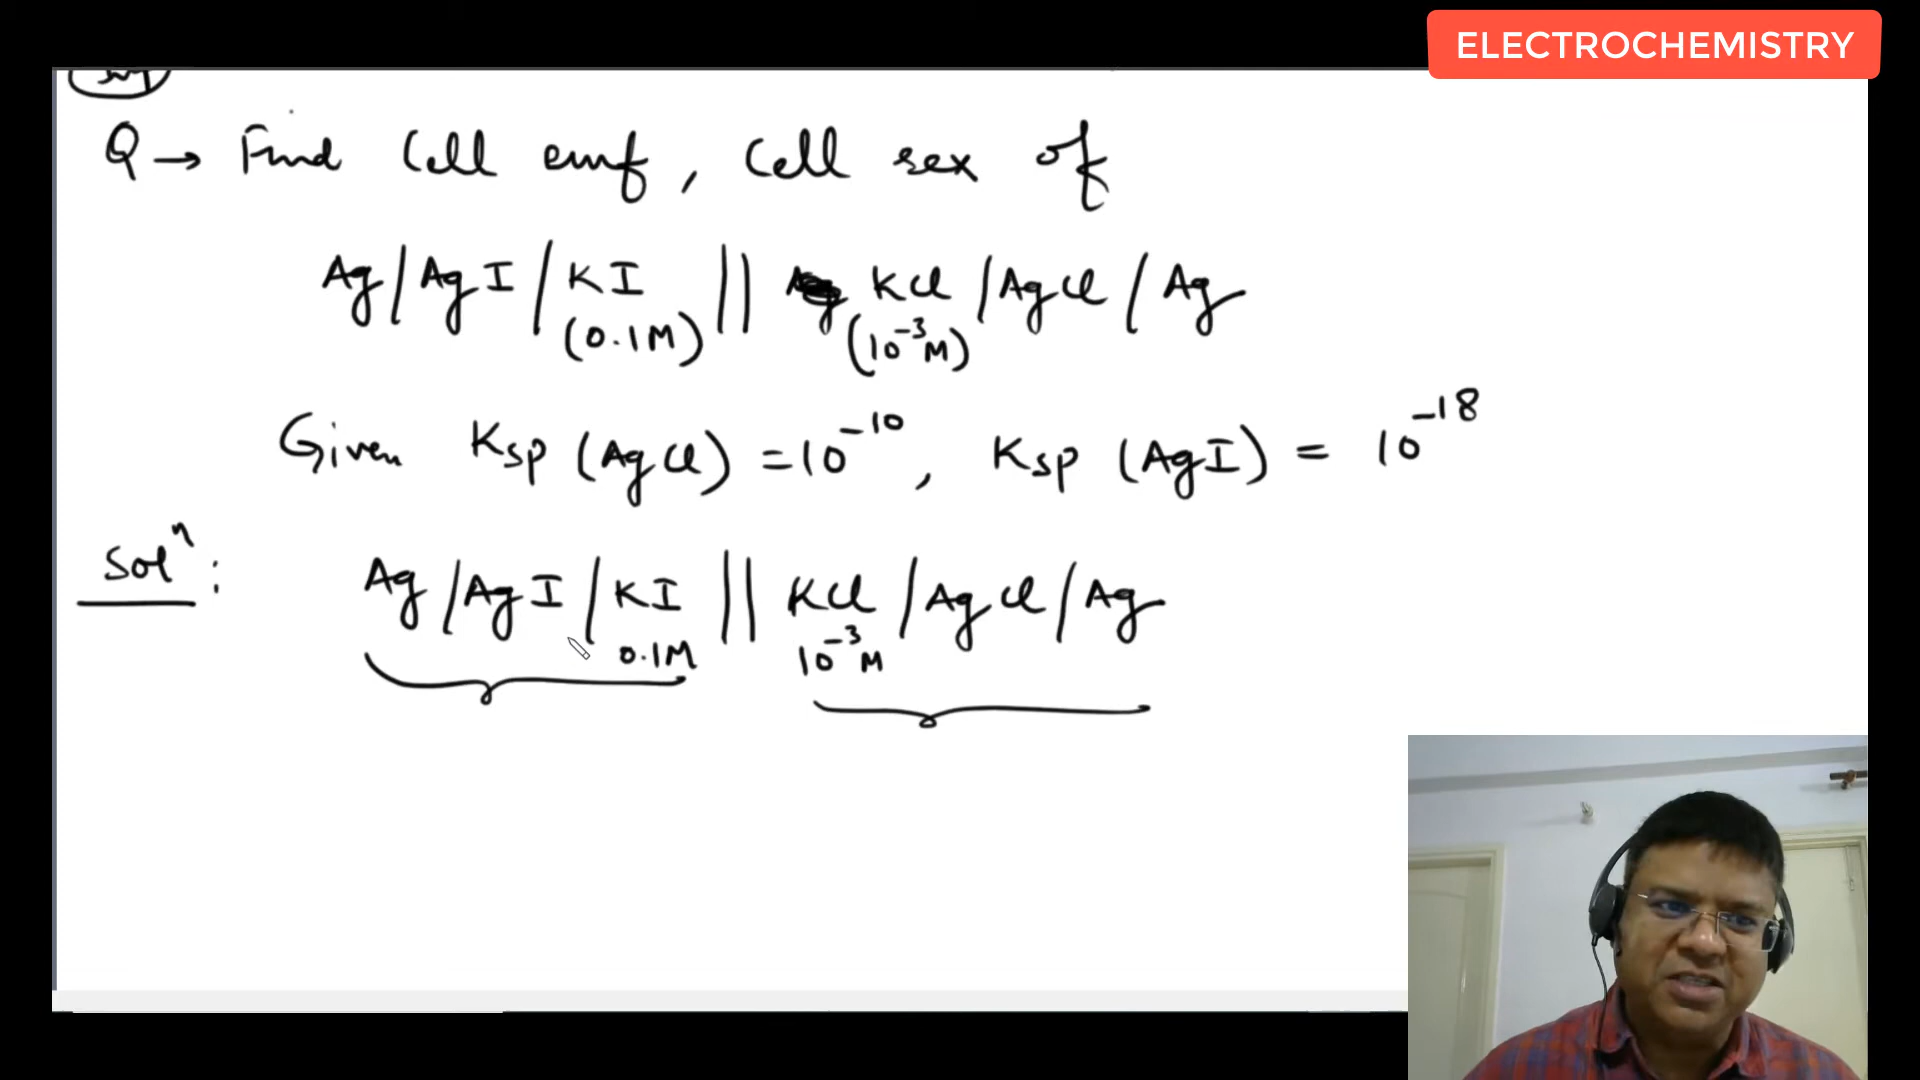 ELECTROCHEMISTRY
Q → Find Cell emf, Cell rex of
Ag/AgI/KI || KCl/AgCl/Ag
(0.1M) (10⁻³M)
Given Ksp (AgCl) = 10⁻¹⁰, Ksp (AgI) = 10⁻¹⁸
Solⁿ: Ag/AgI/KI || KCl/AgCl/Ag
0.1M 10⁻³M